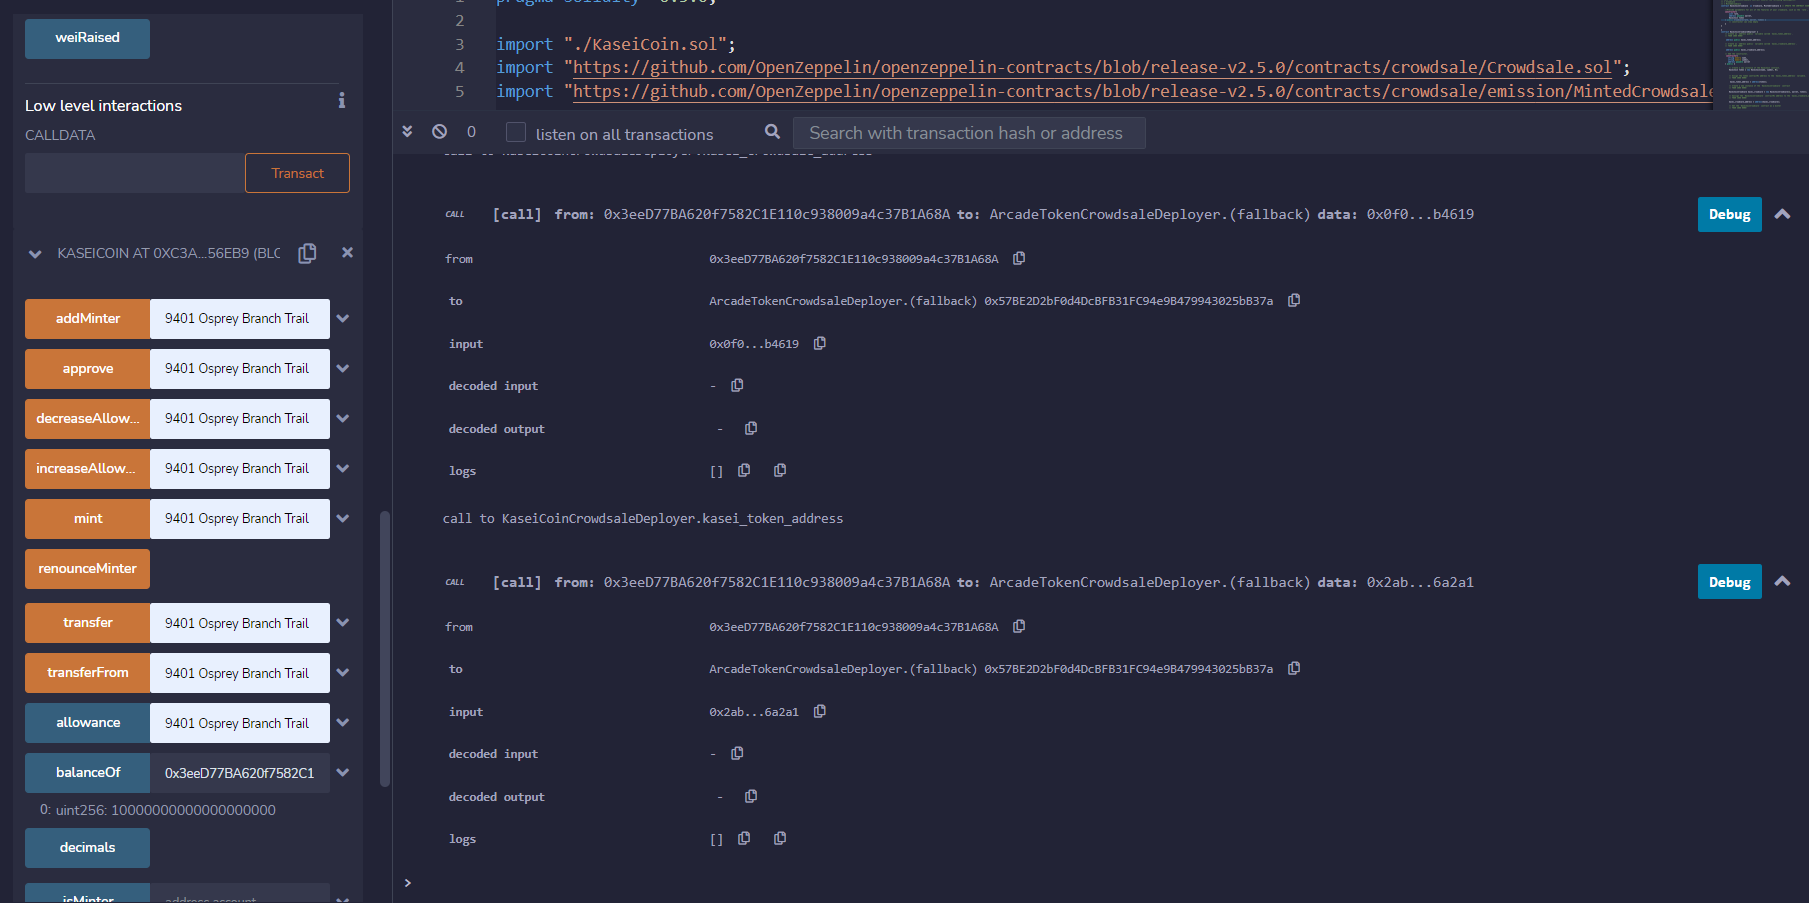 weiRaised
Low level interactions
CALLDATA
Transact
KASEICOIN AT 0XC3A...56EB9 (BLC
addMinter 9401 Osprey Branch Trail
approve 9401 Osprey Branch Trail
decreaseAllow... 9401 Osprey Branch Trail
increaseAllow... 9401 Osprey Branch Trail
mint 9401 Osprey Branch Trail
renounceMinter
transfer 9401 Osprey Branch Trail
transferFrom 9401 Osprey Branch Trail
allowance 9401 Osprey Branch Trail
balanceOf 0x3eeD77BA620f7582C1
0: uint256: 10000000000000000000
decimals
isMinter address account
2
3 import "./KaseiCoin.sol";
4 import "https://github.com/OpenZeppelin/openzeppelin-contracts/blob/release-v2.5.0/contracts/crowdsale/Crowdsale.sol";
5 import "https://github.com/OpenZeppelin/openzeppelin-contracts/blob/release-v2.5.0/contracts/crowdsale/emission/MintedCrowdsale
0 listen on all transactions Search with transaction hash or address
CALL [call] from: 0x3eeD77BA620f7582C1E110c938009a4c37B1A68A to: ArcadeTokenCrowdsaleDeployer.(fallback) data: 0x0f0...b4619 Debug
from 0x3eeD77BA620f7582C1E110c938009a4c37B1A68A
to ArcadeTokenCrowdsaleDeployer.(fallback) 0x57BE2D2bF0d4DcBFB31FC94e9B479943025bB37a
input 0x0f0...b4619
decoded input -
decoded output -
logs []
call to KaseiCoinCrowdsaleDeployer.kasei_token_address
CALL [call] from: 0x3eeD77BA620f7582C1E110c938009a4c37B1A68A to: ArcadeTokenCrowdsaleDeployer.(fallback) data: 0x2ab...6a2a1 Debug
from 0x3eeD77BA620f7582C1E110c938009a4c37B1A68A
to ArcadeTokenCrowdsaleDeployer.(fallback) 0x57BE2D2bF0d4DcBFB31FC94e9B479943025bB37a
input 0x2ab...6a2a1
decoded input -
decoded output -
logs []
>